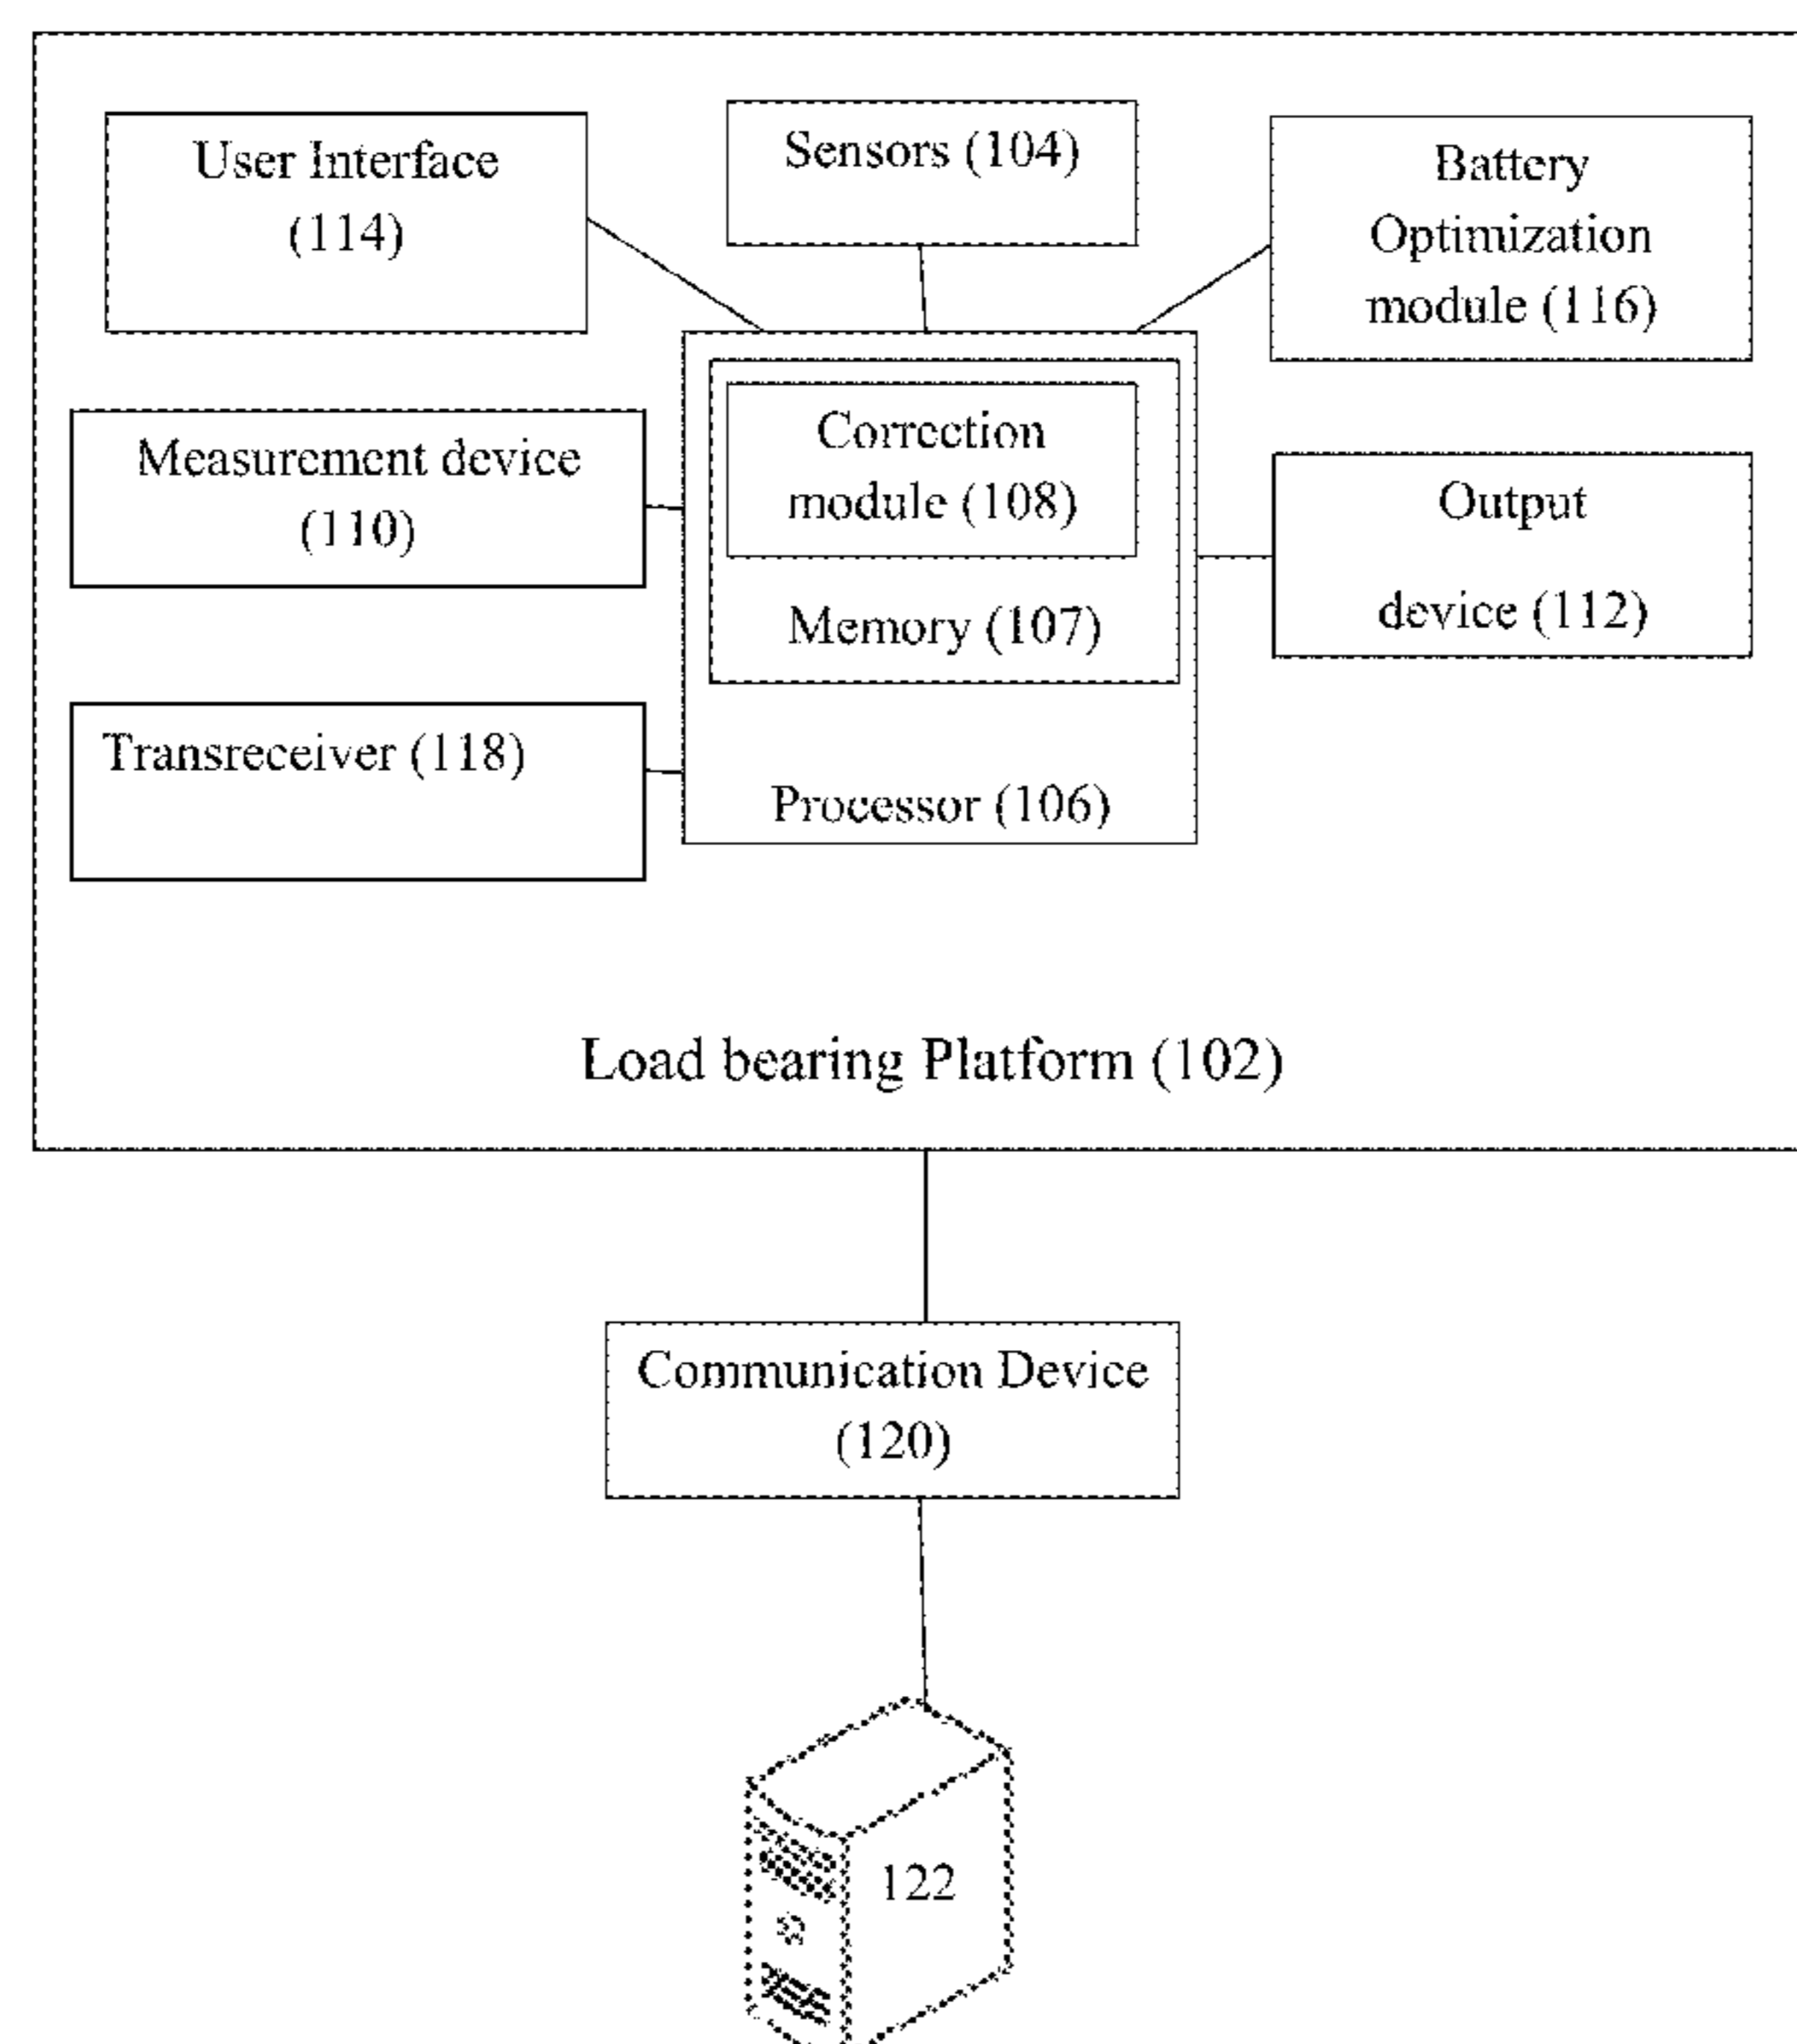 User Interface
(114)
Sensors (104)
Battery
Optimization
module (116)
Measurement device
(110)
Correction
module (108)
Memory (107)
Output
device (112)
Transreceiver (118)
Processor (106)
Load bearing Platform (102)
Communication Device
(120)
122